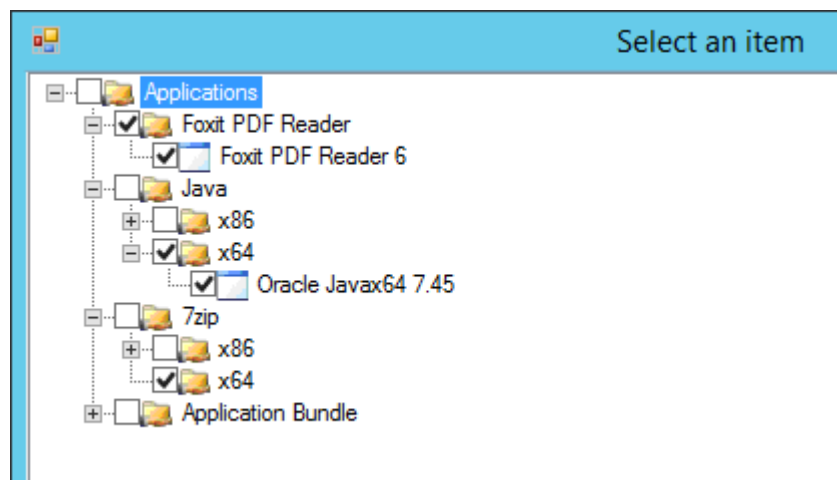 Select an item
Applications
Foxit PDF Reader
Foxit PDF Reader 6
Java
x86
x64
Oracle Javax64 7.45
7zip
x86
x64
Application Bundle